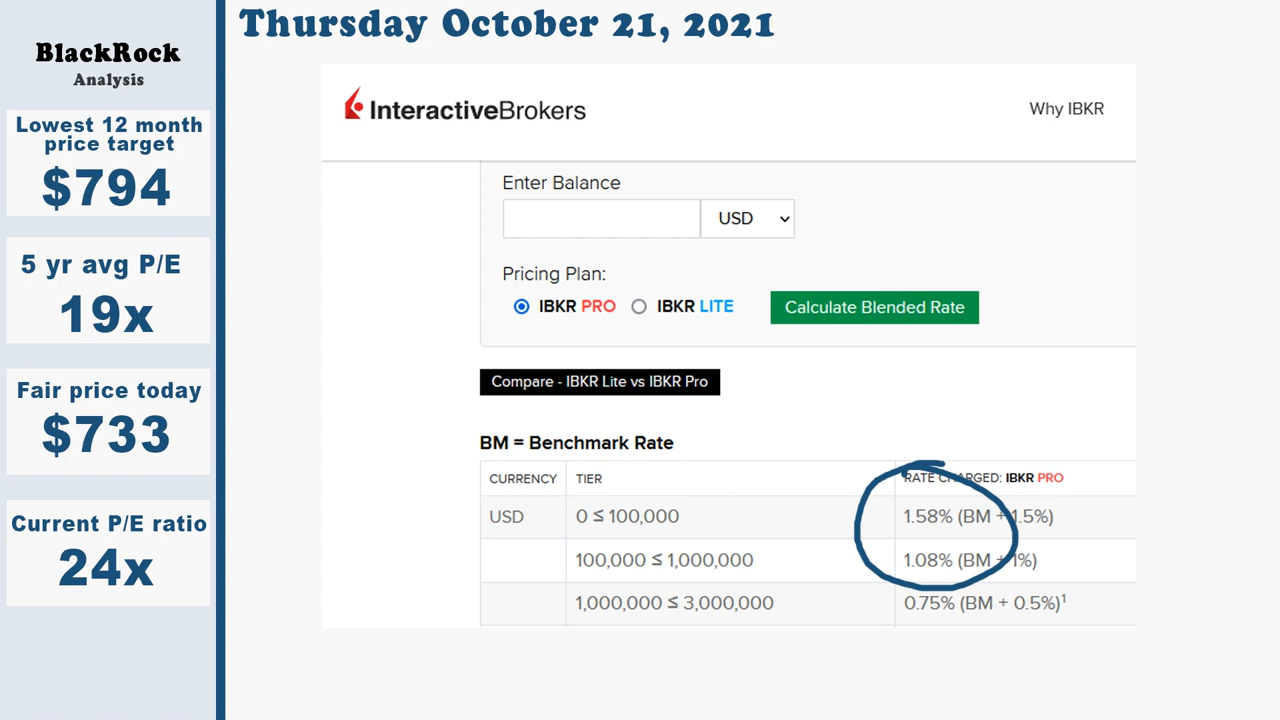 Thursday October 21, 2021
BlackRock
Analysis
Lowest 12 month
price target
$794
5 yr avg P/E
19x
Fair price today
$733
Current P/E ratio
24x
InteractiveBrokers
Why IBKR
Enter Balance
USD
Pricing Plan:
IBKR PRO IBKR LITE Calculate Blended Rate
Compare - IBKR Lite vs IBKR Pro
BM = Benchmark Rate
CURRENCY TIER RATE CHARGED: IBKR PRO
USD 0 ≤ 100,000 1.58% (BM + 1.5%)
100,000 ≤ 1,000,000 1.08% (BM + 1%)
1,000,000 ≤ 3,000,000 0.75% (BM + 0.5%)¹